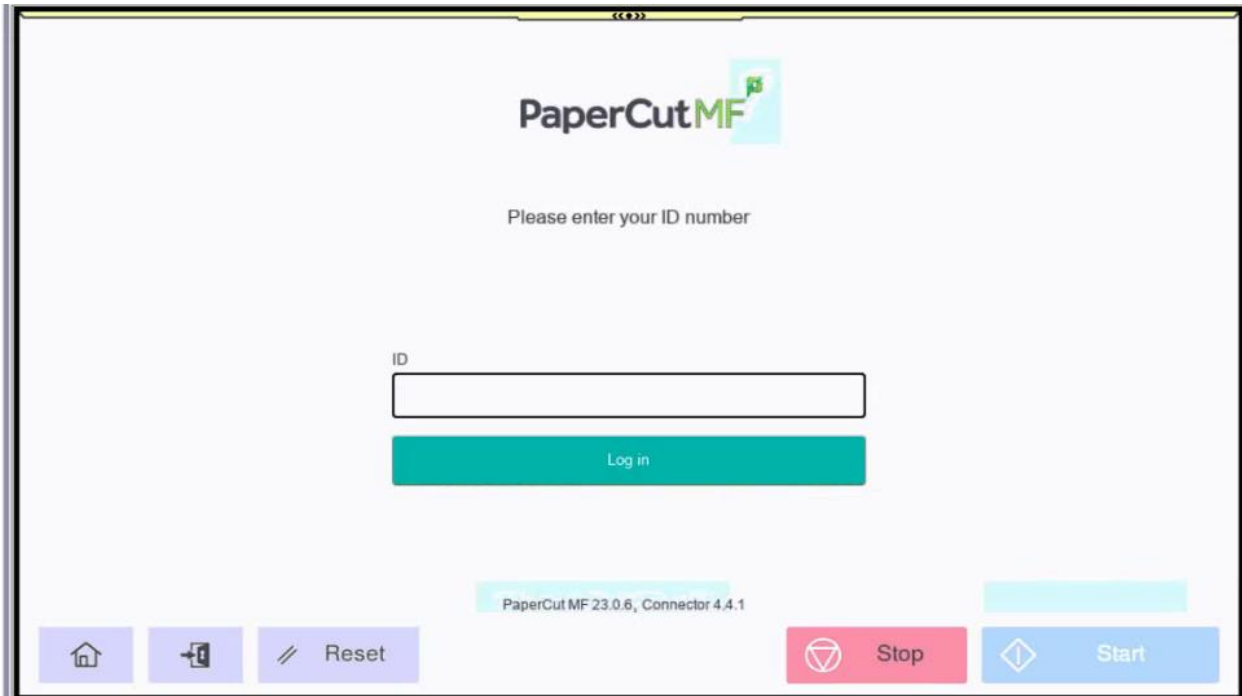 PaperCutMF
Please enter your ID number
ID
Log in
PaperCut MF 23.0.6, Connector 4.4.1
Reset
Stop
Start